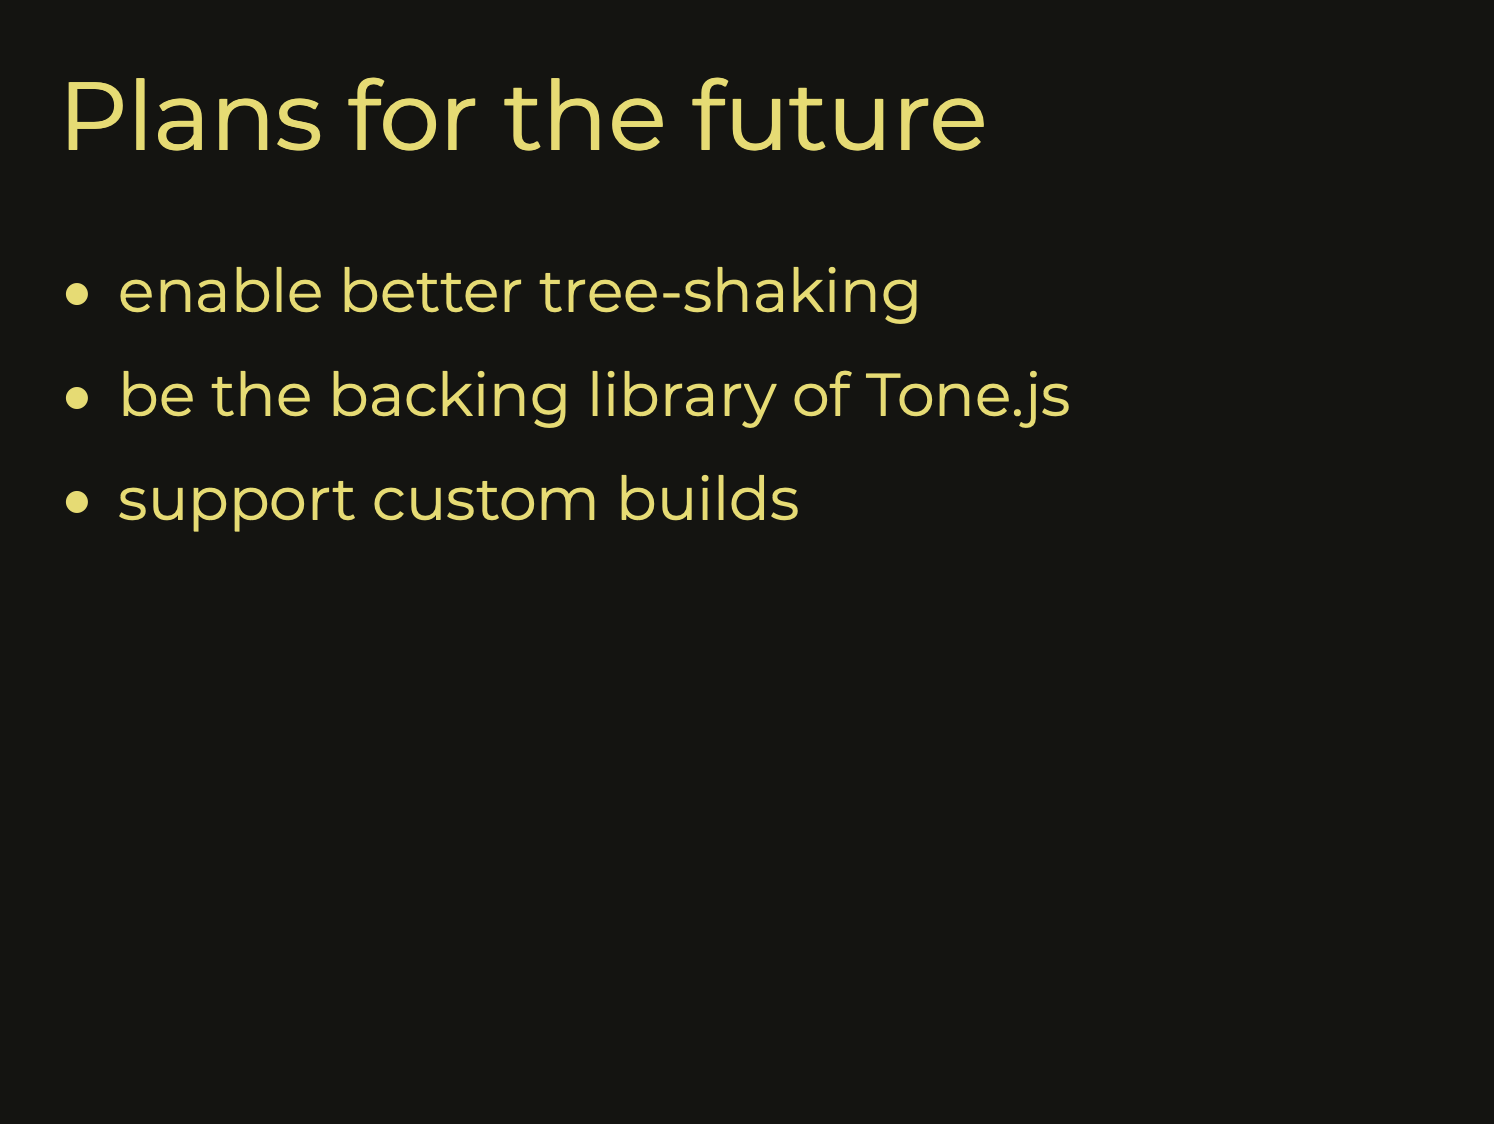 Plans for the future
• enable better tree-shaking
• be the backing library of Tone.js
• support custom builds